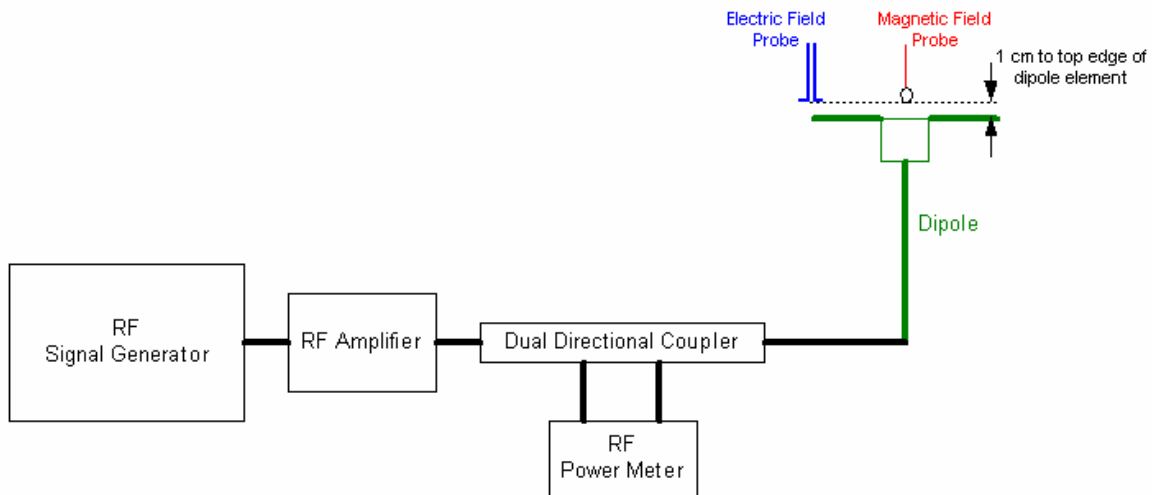 Electric Field
Probe
Magnetic Field
Probe
1 cm to top edge of
dipole element
Dipole
RF
Signal Generator
RF Amplifier
Dual Directional Coupler
RF
Power Meter